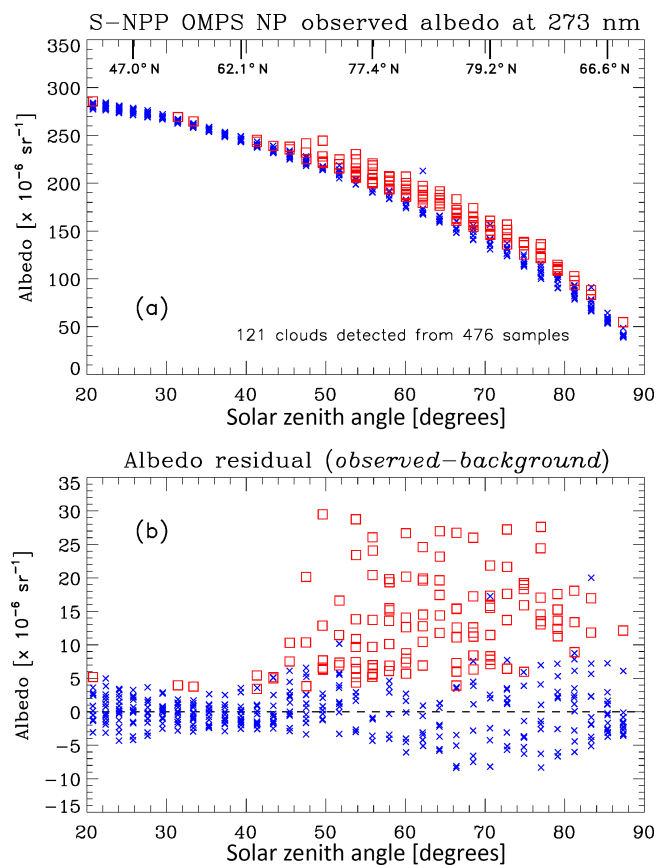 S-NPP OMPS NP observed albedo at 273 nm
47.0°N 62.1°N 77.4°N 79.2°N 66.6°N
350
300
250
200
150
100
50
0
Albedo [x 10⁻⁶ sr⁻¹]
(a)
121 clouds detected from 476 samples
20 30 40 50 60 70 80 90
Solar zenith angle [degrees]
Albedo residual (observed-background)
35
30
25
20
15
10
5
0
-5
-10
-15
Albedo [x 10⁻⁶ sr⁻¹]
(b)
20 30 40 50 60 70 80 90
Solar zenith angle [degrees]